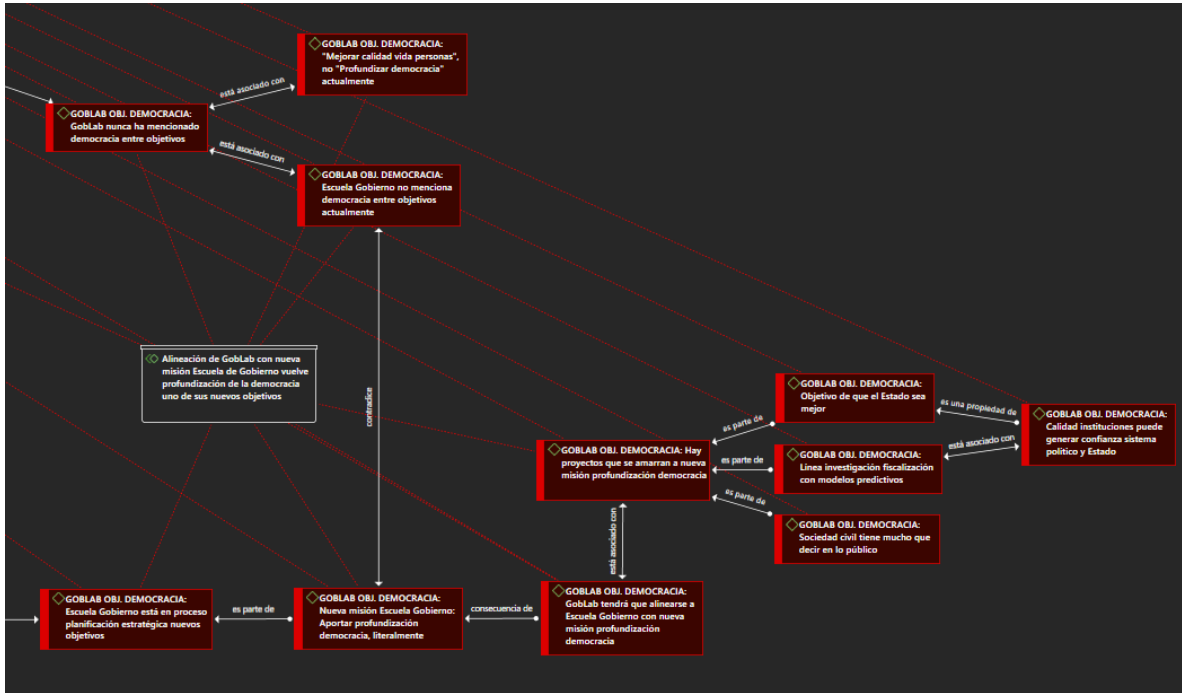 GOBLAB OBJ. DEMOCRACIA:
"Mejorar calidad vida personas",
no "Profundizar democracia"
actualmente
está asociado con
GOBLAB OBJ. DEMOCRACIA:
GobLab nunca ha mencionado
democracia entre objetivos
está asociado con
GOBLAB OBJ. DEMOCRACIA:
Escuela Gobierno no menciona
democracia entre objetivos
actualmente
contradice
Alineación de GobLab con nueva
misión Escuela de Gobierno vuelve
profundización de la democracia
uno de sus nuevos objetivos
GOBLAB OBJ. DEMOCRACIA:
Objetivo de que el Estado sea
mejor
es una propiedad de
GOBLAB OBJ. DEMOCRACIA:
Calidad instituciones puede
generar confianza sistema
político y Estado
es parte de
está asociado con
GOBLAB OBJ. DEMOCRACIA: Hay
proyectos que se amarran a nueva
misión profundización democracia
es parte de
GOBLAB OBJ. DEMOCRACIA:
Línea investigación fiscalización
con modelos predictivos
es parte de
GOBLAB OBJ. DEMOCRACIA:
Sociedad civil tiene mucho que
decir en lo público
está asociado con
GOBLAB OBJ. DEMOCRACIA:
Escuela Gobierno está en proceso
planificación estratégica nuevos
objetivos
es parte de
GOBLAB OBJ. DEMOCRACIA:
Nueva misión Escuela Gobierno:
Aportar profundización
democracia, literalmente
consecuencia de
GOBLAB OBJ. DEMOCRACIA:
GobLab tendrá que alinearse a
Escuela Gobierno con nueva
misión profundización
democracia